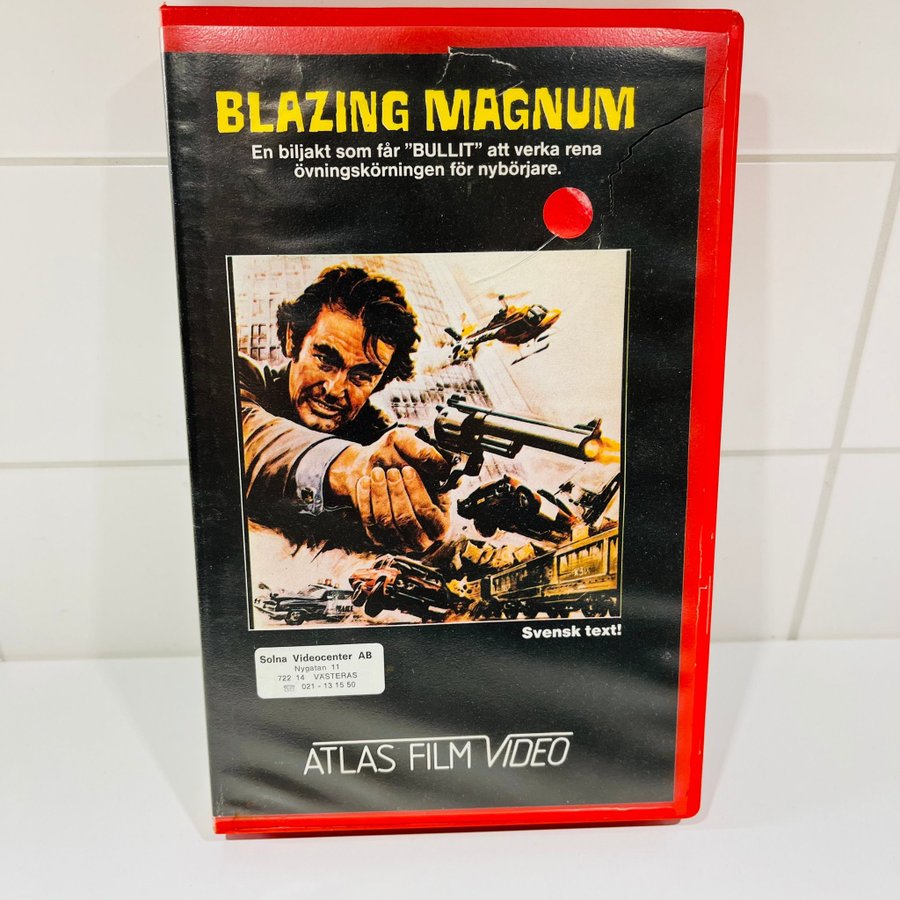 BLAZING MAGNUM
En biljakt som får "BULLIT" att verka rena
övningskörningen för nybörjare.
Svensk text!
Solna Videocenter AB
Nygatan 11
722 14 VÄSTERÅS
☎ 021 - 13 15 50
ATLAS FILM VIDEO